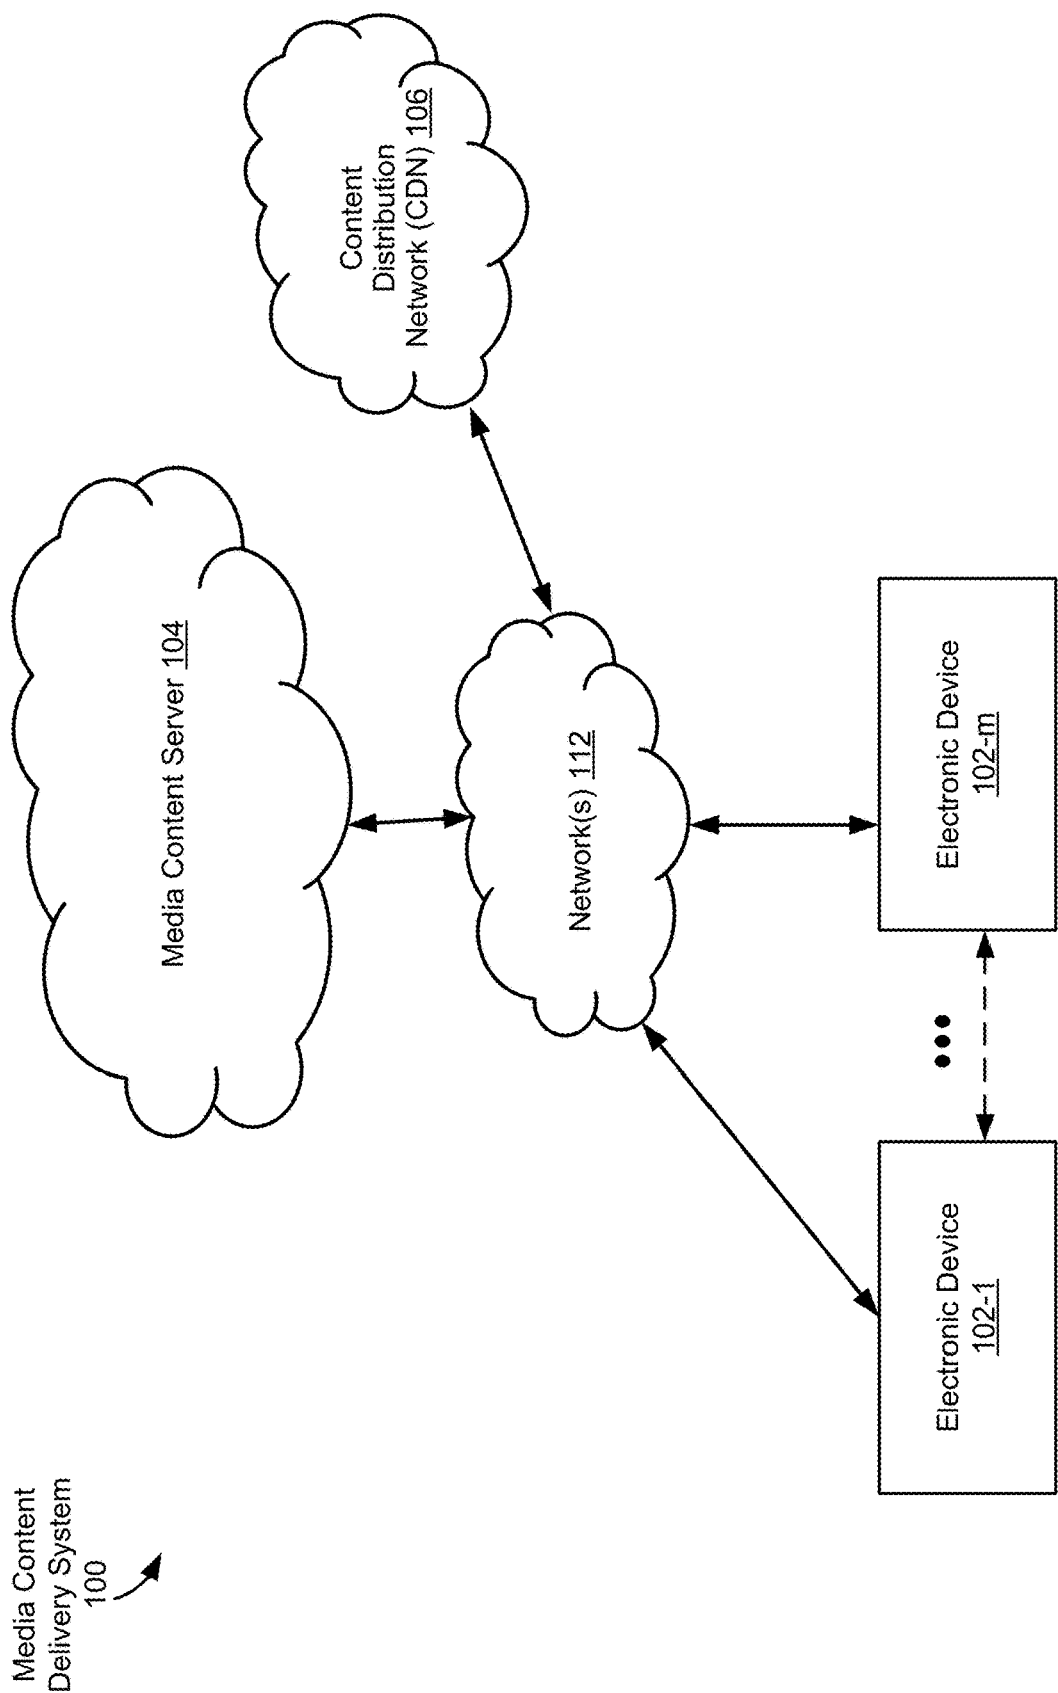 Media Content
Delivery System
100
Media Content Server 104
Content
Distribution
Network (CDN) 106
Network(s) 112
Electronic Device
102-1
•••
Electronic Device
102-m